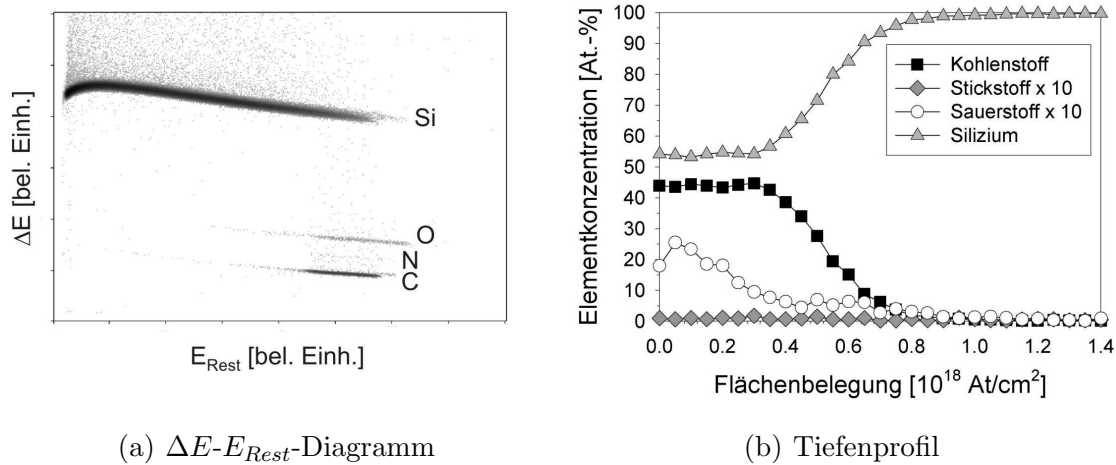 ΔE [bel. Einh.]
Si
O
N
C
E_Rest [bel. Einh.]
(a) ΔE-E_Rest-Diagramm
Elementkonzentration [At.-%]
100
90
80
70
60
50
40
30
20
10
0
Kohlenstoff
Stickstoff x 10
Sauerstoff x 10
Silizium
0.0 0.2 0.4 0.6 0.8 1.0 1.2 1.4
Flächenbelegung [10^18 At/cm²]
(b) Tiefenprofil